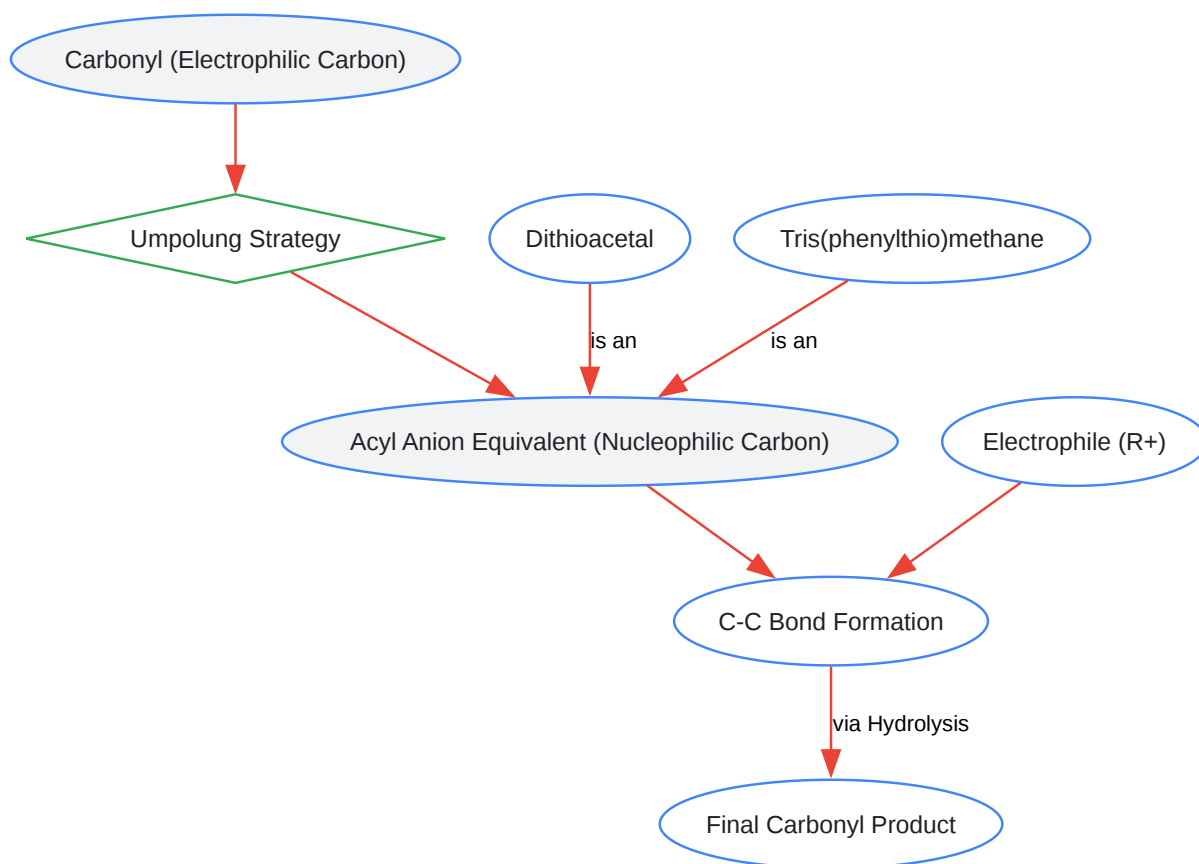 Carbonyl (Electrophilic Carbon)
Umpolung Strategy
Dithioacetal
Tris(phenylthio)methane
is an
is an
Acyl Anion Equivalent (Nucleophilic Carbon)
Electrophile (R+)
C-C Bond Formation
via Hydrolysis
Final Carbonyl Product